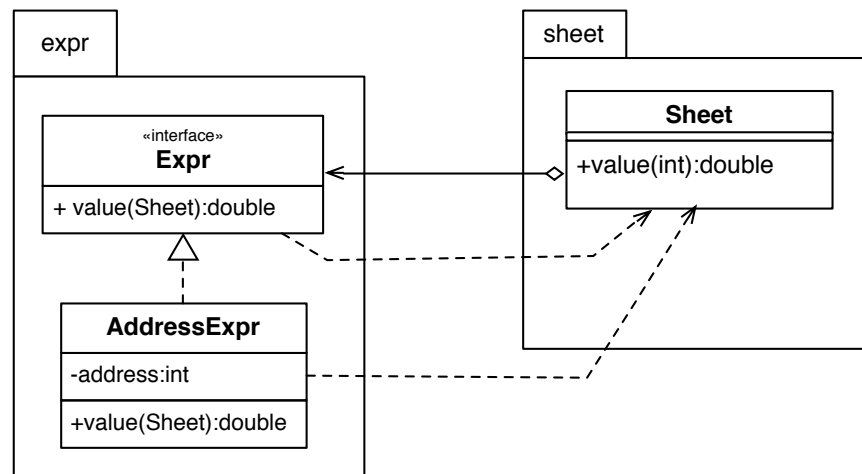 expr
«interface»
Expr
+ value(Sheet):double
AddressExpr
-address:int
+value(Sheet):double
sheet
Sheet
+value(int):double